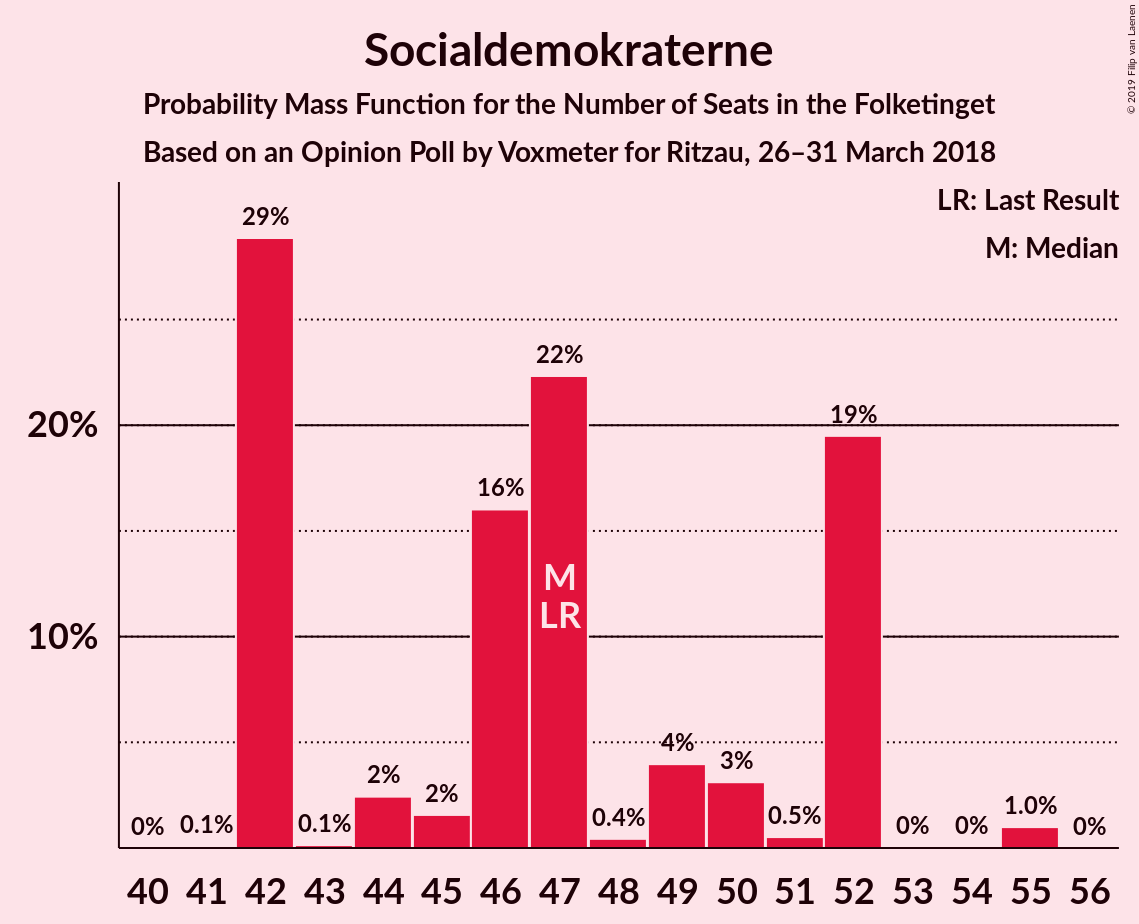 Socialdemokraterne
Probability Mass Function for the Number of Seats in the Folketinget
Based on an Opinion Poll by Voxmeter for Ritzau, 26–31 March 2018
© 2019 Filip van Laenen
LR: Last Result
M: Median
20%
10%
0%
0.1%
29%
0.1%
2%
2%
16%
22%
0.4%
4%
3%
0.5%
19%
0%
0%
1.0%
0%
M
LR
40 41 42 43 44 45 46 47 48 49 50 51 52 53 54 55 56